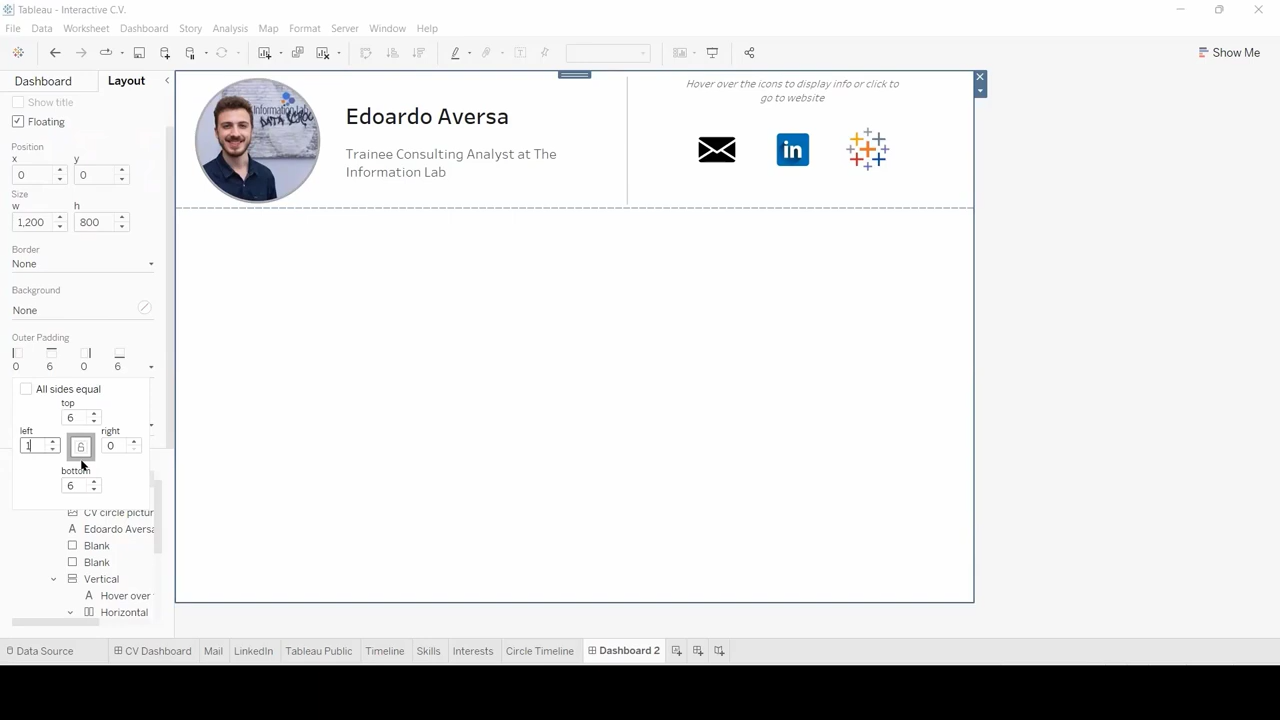 Tableau - Interactive C.V.
File Data Worksheet Dashboard Story Analysis Map Format Server Window Help
Show Me
Dashboard Layout
Show title
Floating
Position
x y
0 0
Size
w h
1,200 800
Border
None
Background
None
Outer Padding
0 6 0 6
All sides equal
top
6
left right
1 0
bottom
6
CV circle pictur
Edoardo Aversa
Blank
Blank
Vertical
Hover over
Horizontal
Information Lab
Edoardo Aversa
Trainee Consulting Analyst at The
Information Lab
Hover over the icons to display info or click to
go to website
in
Data Source CV Dashboard Mail LinkedIn Tableau Public Timeline Skills Interests Circle Timeline Dashboard 2